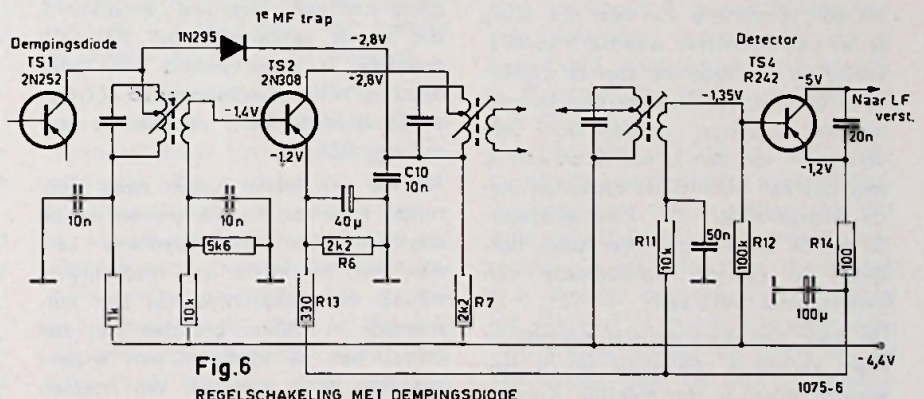 1e MF trap
Dempingsdiode
1N295
-2,8V
TS1
2N252
TS2
2N308
-2,8V
-1,4V
-1,2V
10n
10n
40µ
C10
10n
5k6
2k2
R6
1k
10k
330
R13
2k2
R7
Detector
TS4
R242
-5V
Naar LF
verst.
20n
-1,35V
-1,2V
R11
10k
50n
R12
100k
R14
100
100µ
-4,4V
Fig.6
REGELSCHAKELING MET DEMPINGSDIODE
1075-6